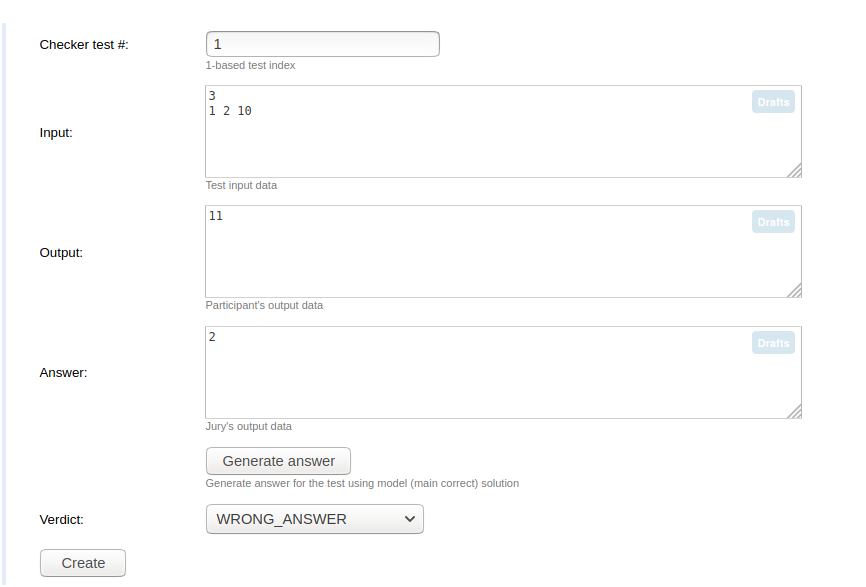 Checker test #:
1
1-based test index
Input:
3
1 2 10
Drafts
Test input data
Output:
11
Drafts
Participant's output data
Answer:
2
Drafts
Jury's output data
Generate answer
Generate answer for the test using model (main correct) solution
Verdict:
WRONG_ANSWER
Create